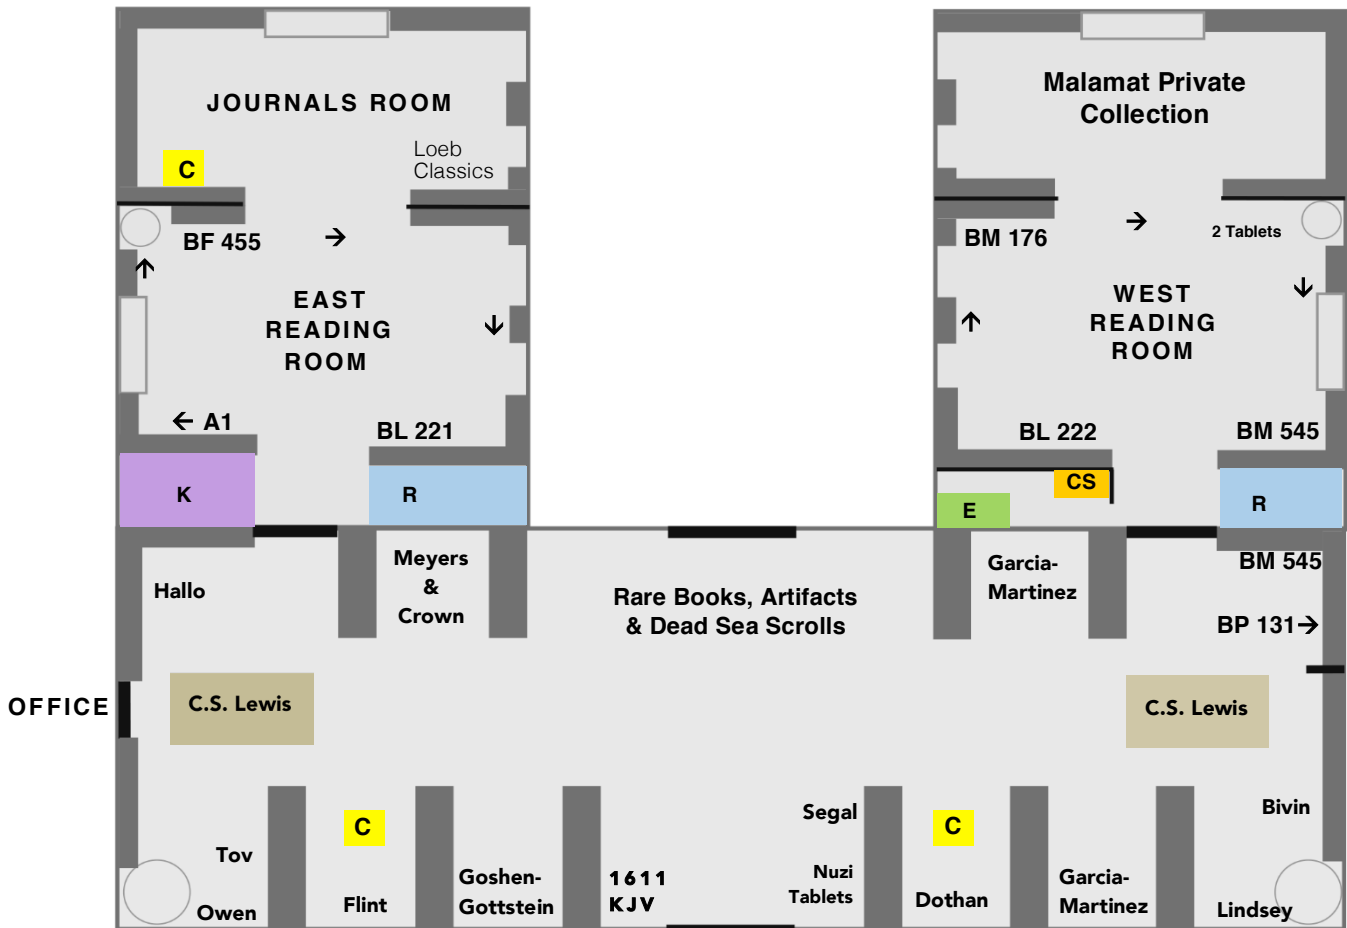 JOURNALS ROOM
C
Loeb
Classics
BF 455
→
↑
EAST
READING
ROOM
↓
← A1
BL 221
K
R
Malamat Private
Collection
BM 176
→
2 Tablets
↓
↑
WEST
READING
ROOM
BL 222
BM 545
CS
E
R
Hallo
Meyers
&
Crown
Rare Books, Artifacts
& Dead Sea Scrolls
Garcia-
Martinez
BM 545
BP 131→
OFFICE
C.S. Lewis
C.S. Lewis
Tov
Owen
C
Flint
Goshen-
Gottstein
1611
KJV
Segal
Nuzi
Tablets
C
Dothan
Garcia-
Martinez
Bivin
Lindsey